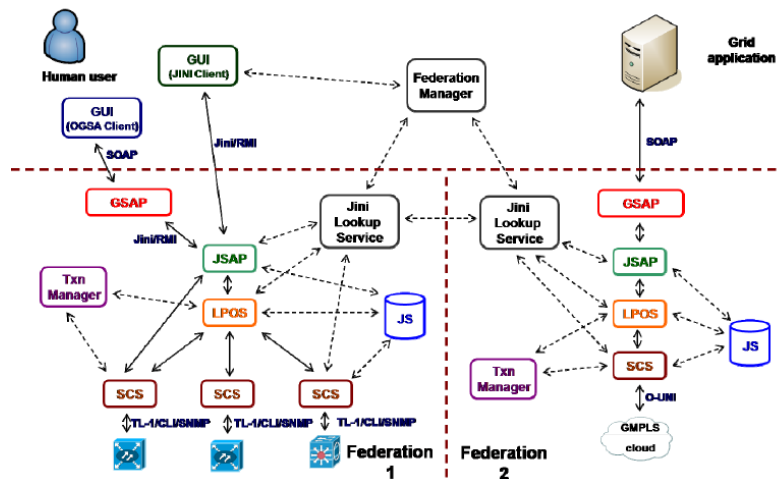 Human user
GUI
(JINI Client)
Federation
Manager
Grid
application
GUI
(OGSA Client)
SOAP
Jini/RMI
SOAP
GSAP
Jini
Lookup
Service
Jini
Lookup
Service
GSAP
Jini/RMI
JSAP
JSAP
Txn
Manager
LPOS
JS
LPOS
JS
SCS
SCS
SCS
Txn
Manager
SCS
TL-1/CLI/SNMP
TL-1/CLI/SNMP
TL-1/CLI/SNMP
O-UNI
GMPLS
cloud
Federation
1
Federation
2